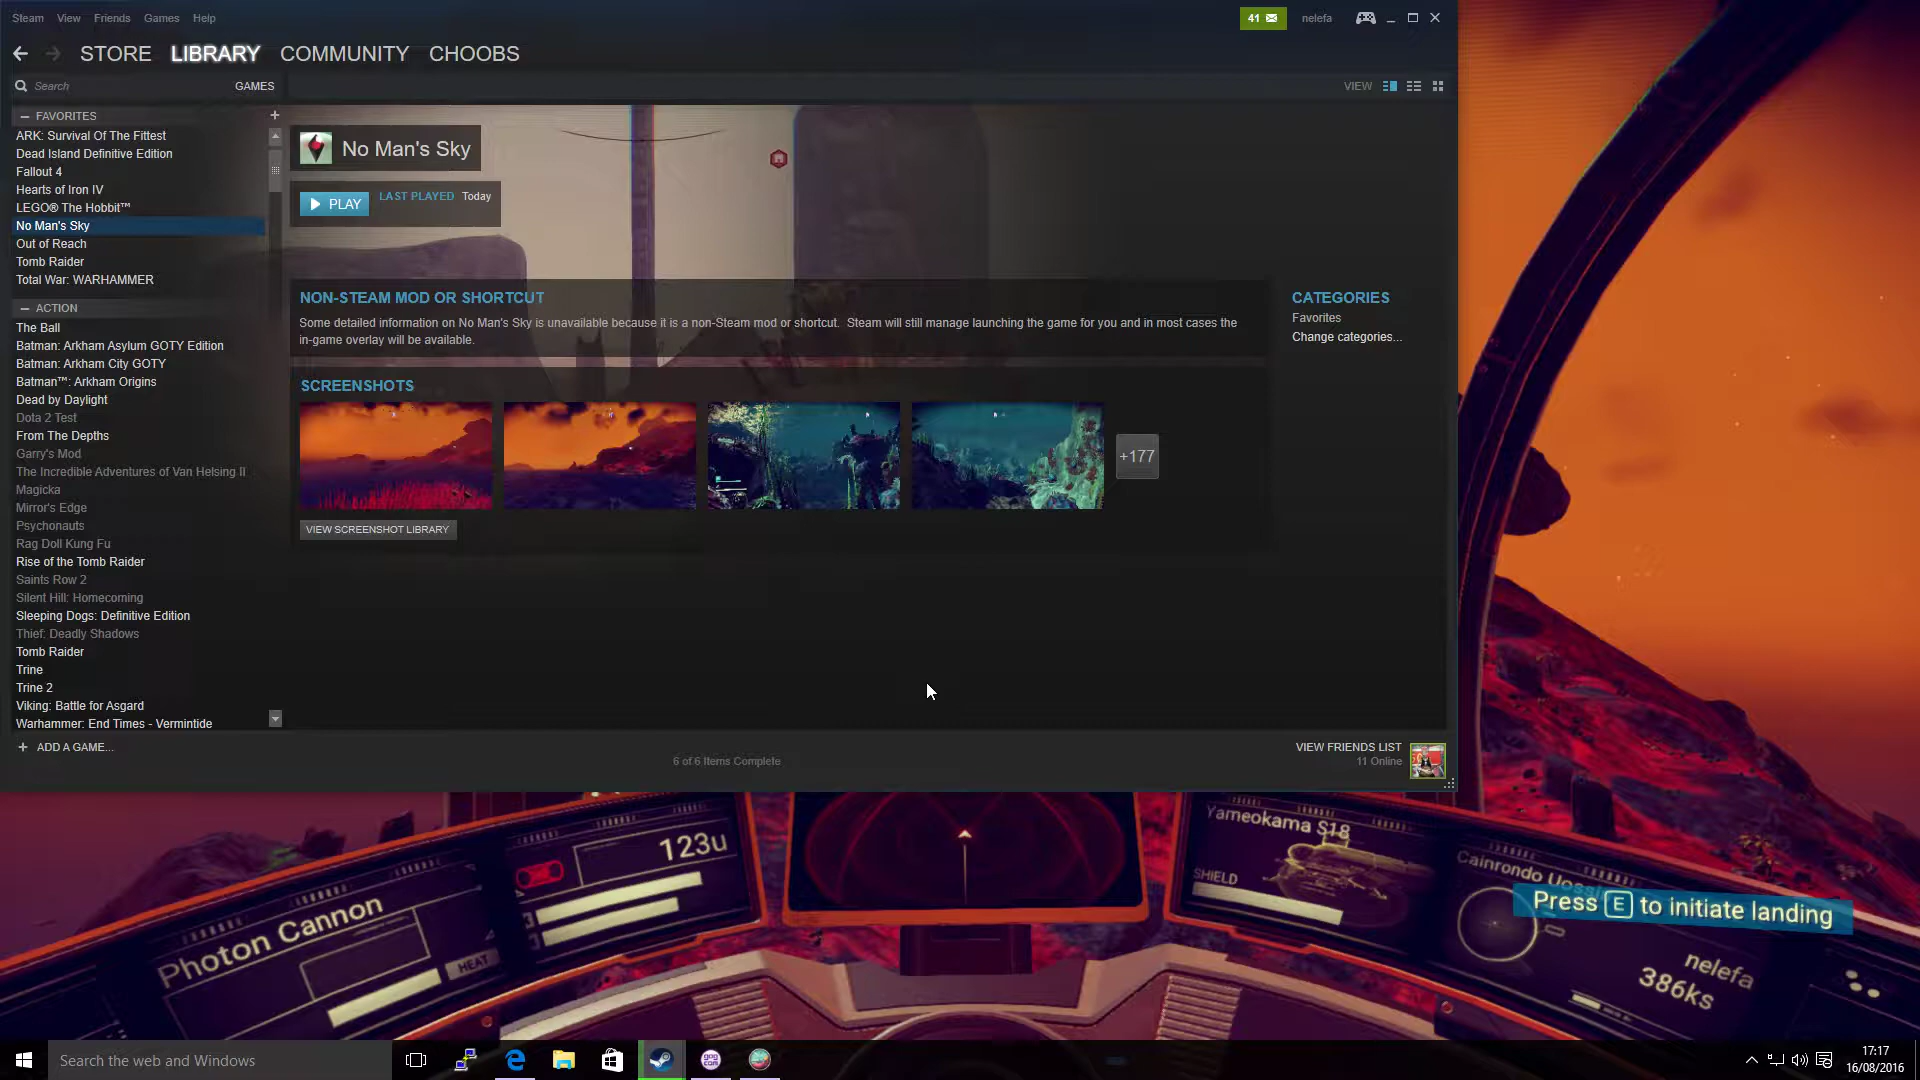 Steam View Friends Games Help
41
nelefa
STORE LIBRARY COMMUNITY CHOOBS
Search
GAMES
VIEW
— FAVORITES +
ARK: Survival Of The Fittest
Dead Island Definitive Edition
Fallout 4
Hearts of Iron IV
LEGO® The Hobbit™
No Man's Sky
Out of Reach
Tomb Raider
Total War: WARHAMMER
— ACTION
The Ball
Batman: Arkham Asylum GOTY Edition
Batman: Arkham City GOTY
Batman™: Arkham Origins
Dead by Daylight
Dota 2 Test
From The Depths
Garry's Mod
The Incredible Adventures of Van Helsing II
Magicka
Mirror's Edge
Psychonauts
Rag Doll Kung Fu
Rise of the Tomb Raider
Saints Row 2
Silent Hill: Homecoming
Sleeping Dogs: Definitive Edition
Thief: Deadly Shadows
Tomb Raider
Trine
Trine 2
Viking: Battle for Asgard
Warhammer: End Times - Vermintide
+ ADD A GAME...
No Man's Sky
PLAY
LAST PLAYED Today
NON-STEAM MOD OR SHORTCUT
Some detailed information on No Man's Sky is unavailable because it is a non-Steam mod or shortcut. Steam will still manage launching the game for you and in most cases the
in-game overlay will be available.
SCREENSHOTS
+177
VIEW SCREENSHOT LIBRARY
CATEGORIES
Favorites
Change categories...
6 of 6 Items Complete
VIEW FRIENDS LIST
11 Online
Photon Cannon
HEAT
123u
Yameokama S18
SHIELD
Cainrondo
Press E to initiate landing
nelefa
386ks
Search the web and Windows
gog
com
17:17
16/08/2016